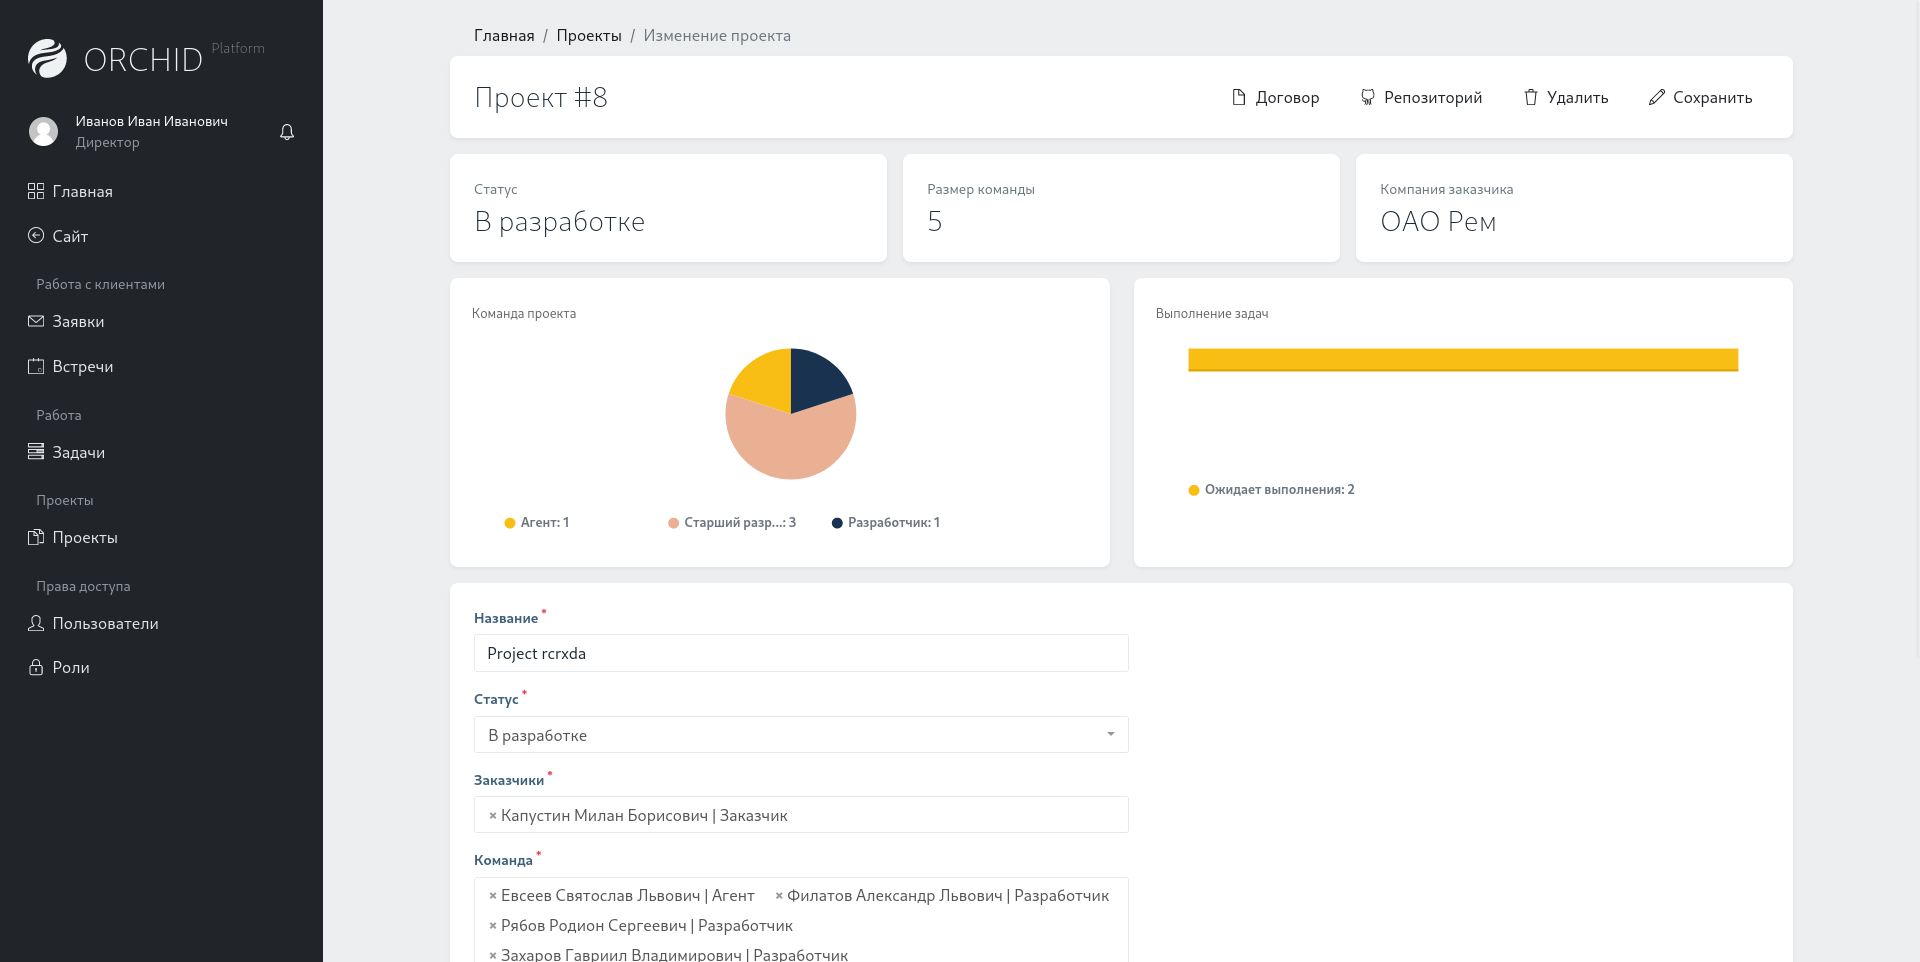 ORCHID Platform
Иванов Иван Иванович
Директор
Главная
Сайт
Работа с клиентами
Заявки
Встречи
Работа
Задачи
Проекты
Проекты
Права доступа
Пользователи
Роли
Главная / Проекты / Изменение проекта
Проект #8
Договор
Репозиторий
Удалить
Сохранить
Статус
В разработке
Размер команды
5
Компания заказчика
ОАО Рем
Команда проекта
Агент: 1
Старший разр...: 3
Разработчик: 1
Выполнение задач
Ожидает выполнения: 2
Название*
Project rcrxda
Статус*
В разработке
Заказчики*
× Капустин Милан Борисович | Заказчик
Команда*
× Евсеев Святослав Львович | Агент × Филатов Александр Львович | Разработчик
× Рябов Родион Сергеевич | Разработчик
× Захаров Гавриил Владимирович | Разработчик